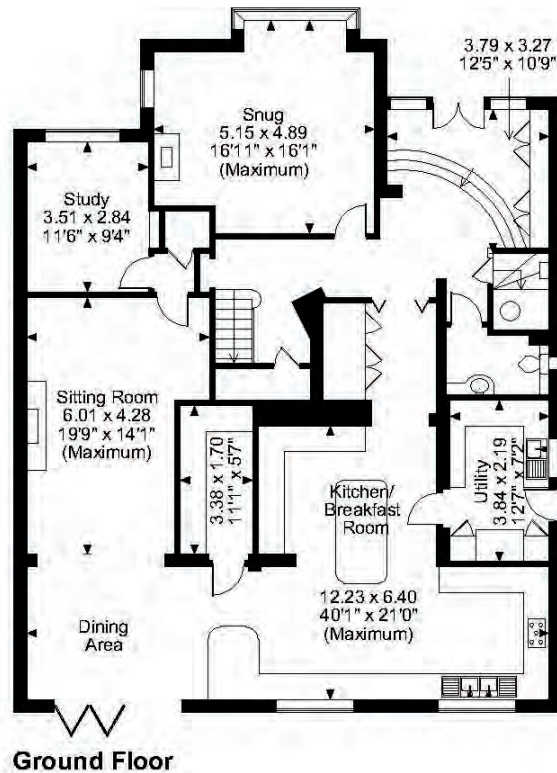 3.79 x 3.27
12'5" x 10'9"
Snug
5.15 x 4.89
16'11" x 16'1"
(Maximum)
Study
3.51 x 2.84
11'6" x 9'4"
Sitting Room
6.01 x 4.28
19'9" x 14'1"
(Maximum)
3.38 x 1.70
11'1" x 5'7"
Kitchen/
Breakfast
Room
12.23 x 6.40
40'1" x 21'0"
(Maximum)
Utility
3.84 x 2.19
12'7" x 7'2"
Dining
Area
Ground Floor